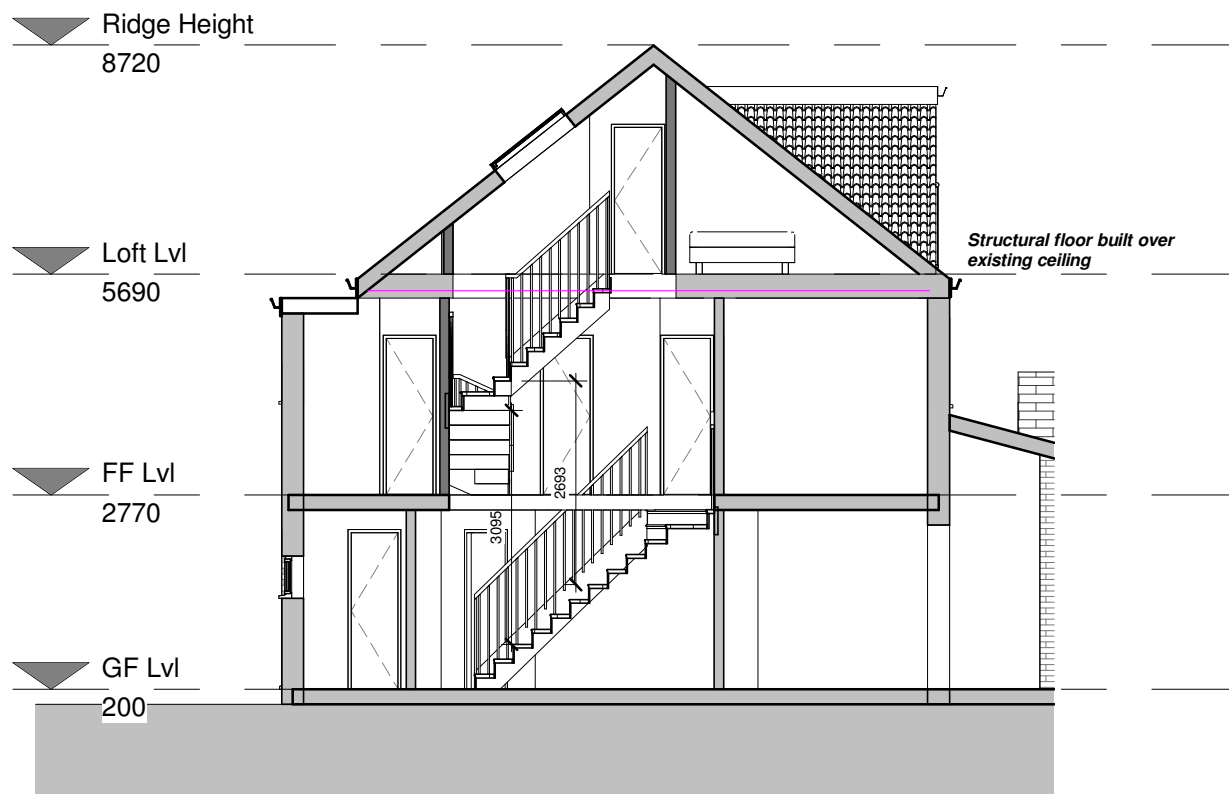 Ridge Height
8720
Structural floor built over
existing ceiling
Loft Lvl
5690
FF Lvl
2770
2693
3095
GF Lvl
200